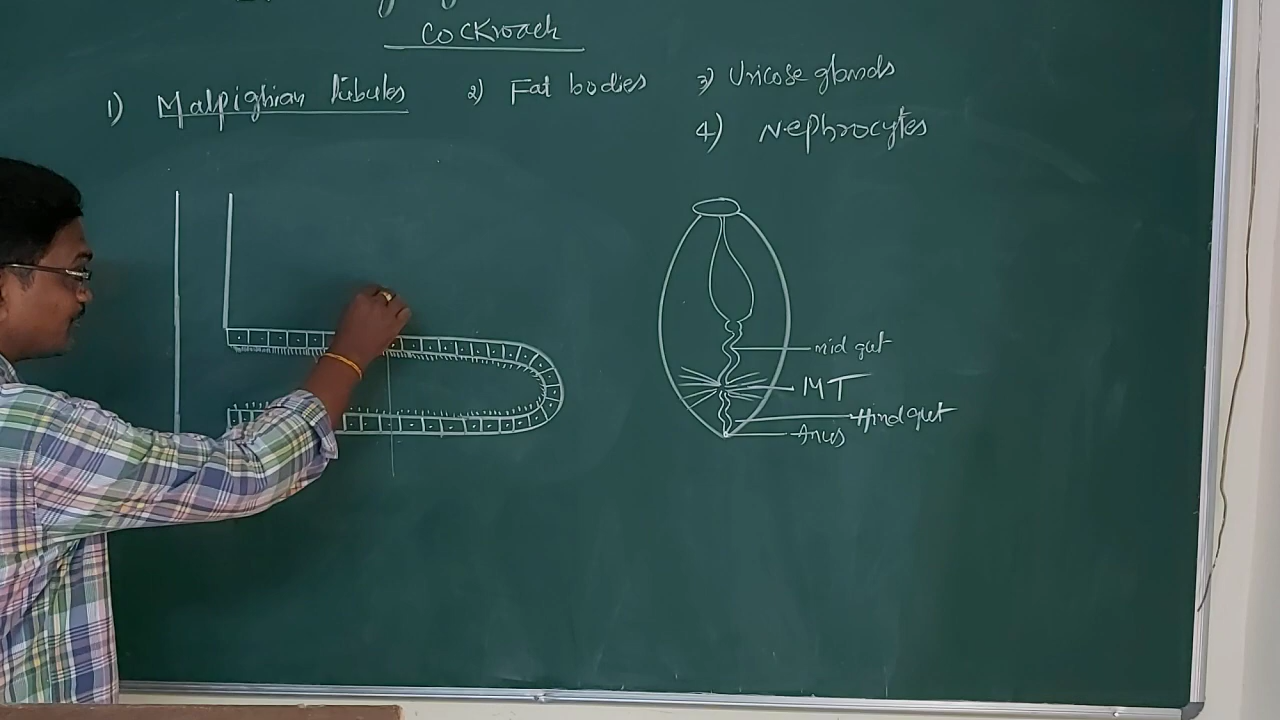 Cockroach
1) Malpighian tubules 2) Fat bodies 3) Uricose glands
4) Nephrocytes
mid gut
MT
Hind gut
Anus